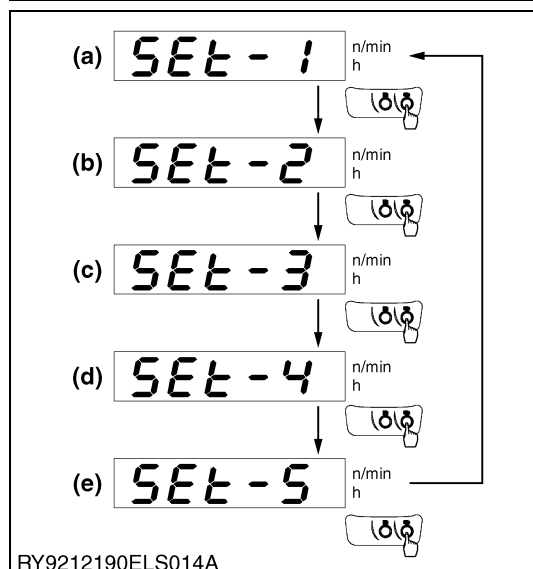 (a) SEt - 1 n/min
h
(b) SEt - 2 n/min
h
(c) SEt - 3 n/min
h
(d) SEt - 4 n/min
h
(e) SEt - 5 n/min
h
RY9212190ELS014A